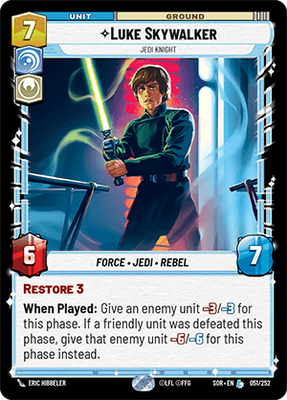 UNIT GROUND
7
✧LUKE SKYWALKER
JEDI KNIGHT
6
7
FORCE • JEDI • REBEL
RESTORE 3
When Played: Give an enemy unit -3/-3 for
this phase. If a friendly unit was defeated this
phase, give that enemy unit -6/-6 for this
phase instead.
ERIC HIBBELER ©LFL ©FFG SOR • EN L 051/252